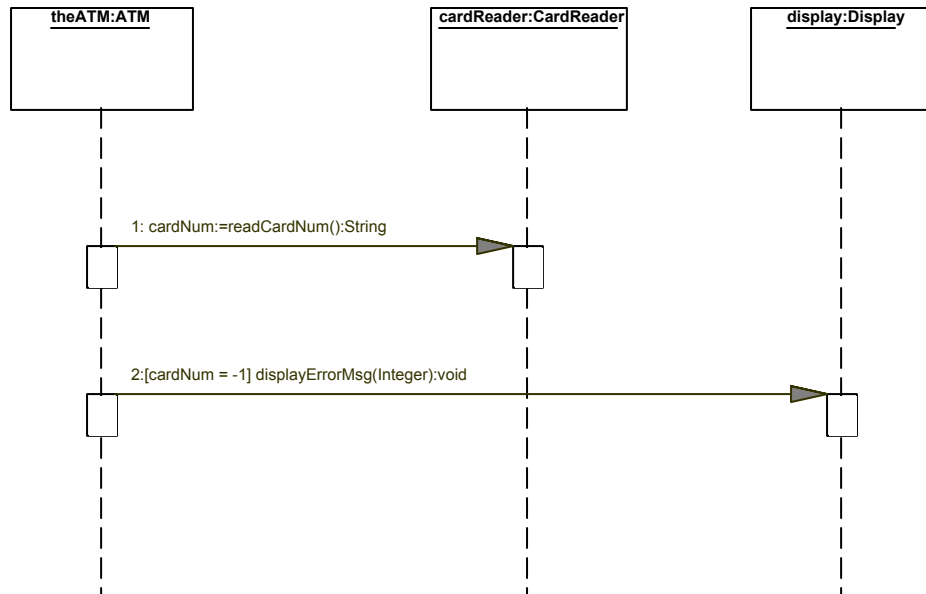 theATM:ATM
cardReader:CardReader
display:Display
1: cardNum:=readCardNum():String
2:[cardNum = -1] displayErrorMsg(Integer):void